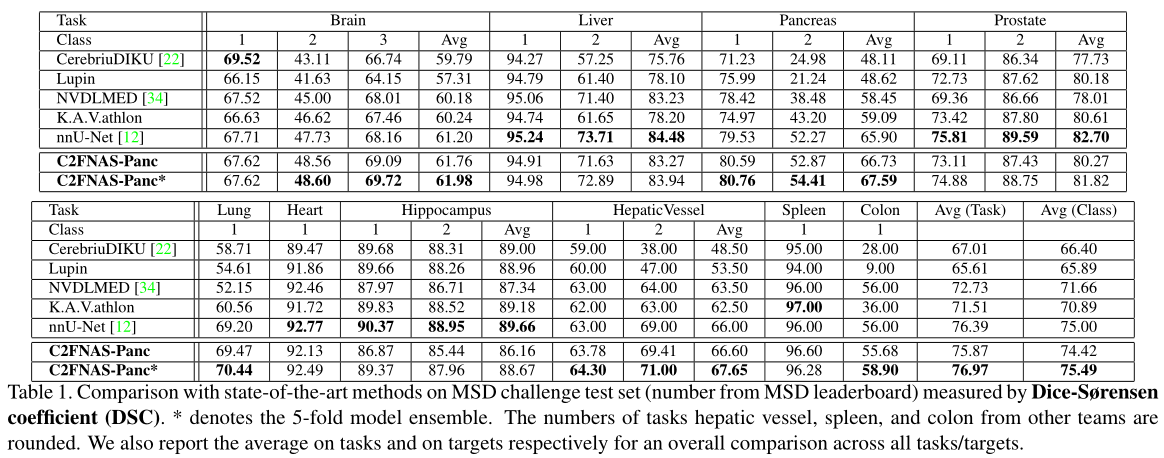 Task Brain Liver Pancreas Prostate
Class 1 2 3 Avg 1 2 Avg 1 2 Avg 1 2 Avg
CerebriuDIKU [22] 69.52 43.11 66.74 59.79 94.27 57.25 75.76 71.23 24.98 48.11 69.11 86.34 77.73
Lupin 66.15 41.63 64.15 57.31 94.79 61.40 78.10 75.99 21.24 48.62 72.73 87.62 80.18
NVDLMED [34] 67.52 45.00 68.01 60.18 95.06 71.40 83.23 78.42 38.48 58.45 69.36 86.66 78.01
K.A.V.athlon 66.63 46.62 67.46 60.24 94.74 61.65 78.20 74.97 43.20 59.09 73.42 87.80 80.61
nnU-Net [12] 67.71 47.73 68.16 61.20 95.24 73.71 84.48 79.53 52.27 65.90 75.81 89.59 82.70
C2FNAS-Panc 67.62 48.56 69.09 61.76 94.91 71.63 83.27 80.59 52.87 66.73 73.11 87.43 80.27
C2FNAS-Panc* 67.62 48.60 69.72 61.98 94.98 72.89 83.94 80.76 54.41 67.59 74.88 88.75 81.82
Task Lung Heart Hippocampus HepaticVessel Spleen Colon Avg (Task) Avg (Class)
Class 1 1 1 2 Avg 1 2 Avg 1 1
CerebriuDIKU [22] 58.71 89.47 89.68 88.31 89.00 59.00 38.00 48.50 95.00 28.00 67.01 66.40
Lupin 54.61 91.86 89.66 88.26 88.96 60.00 47.00 53.50 94.00 9.00 65.61 65.89
NVDLMED [34] 52.15 92.46 87.97 86.71 87.34 63.00 64.00 63.50 96.00 56.00 72.73 71.66
K.A.V.athlon 60.56 91.72 89.83 88.52 89.18 62.00 63.00 62.50 97.00 36.00 71.51 70.89
nnU-Net [12] 69.20 92.77 90.37 88.95 89.66 63.00 69.00 66.00 96.00 56.00 76.39 75.00
C2FNAS-Panc 69.47 92.13 86.87 85.44 86.16 63.78 69.41 66.60 96.60 55.68 75.87 74.42
C2FNAS-Panc* 70.44 92.49 89.37 87.96 88.67 64.30 71.00 67.65 96.28 58.90 76.97 75.49
Table 1. Comparison with state-of-the-art methods on MSD challenge test set (number from MSD leaderboard) measured by Dice-Sørensen
coefficient (DSC). * denotes the 5-fold model ensemble. The numbers of tasks hepatic vessel, spleen, and colon from other teams are
rounded. We also report the average on tasks and on targets respectively for an overall comparison across all tasks/targets.